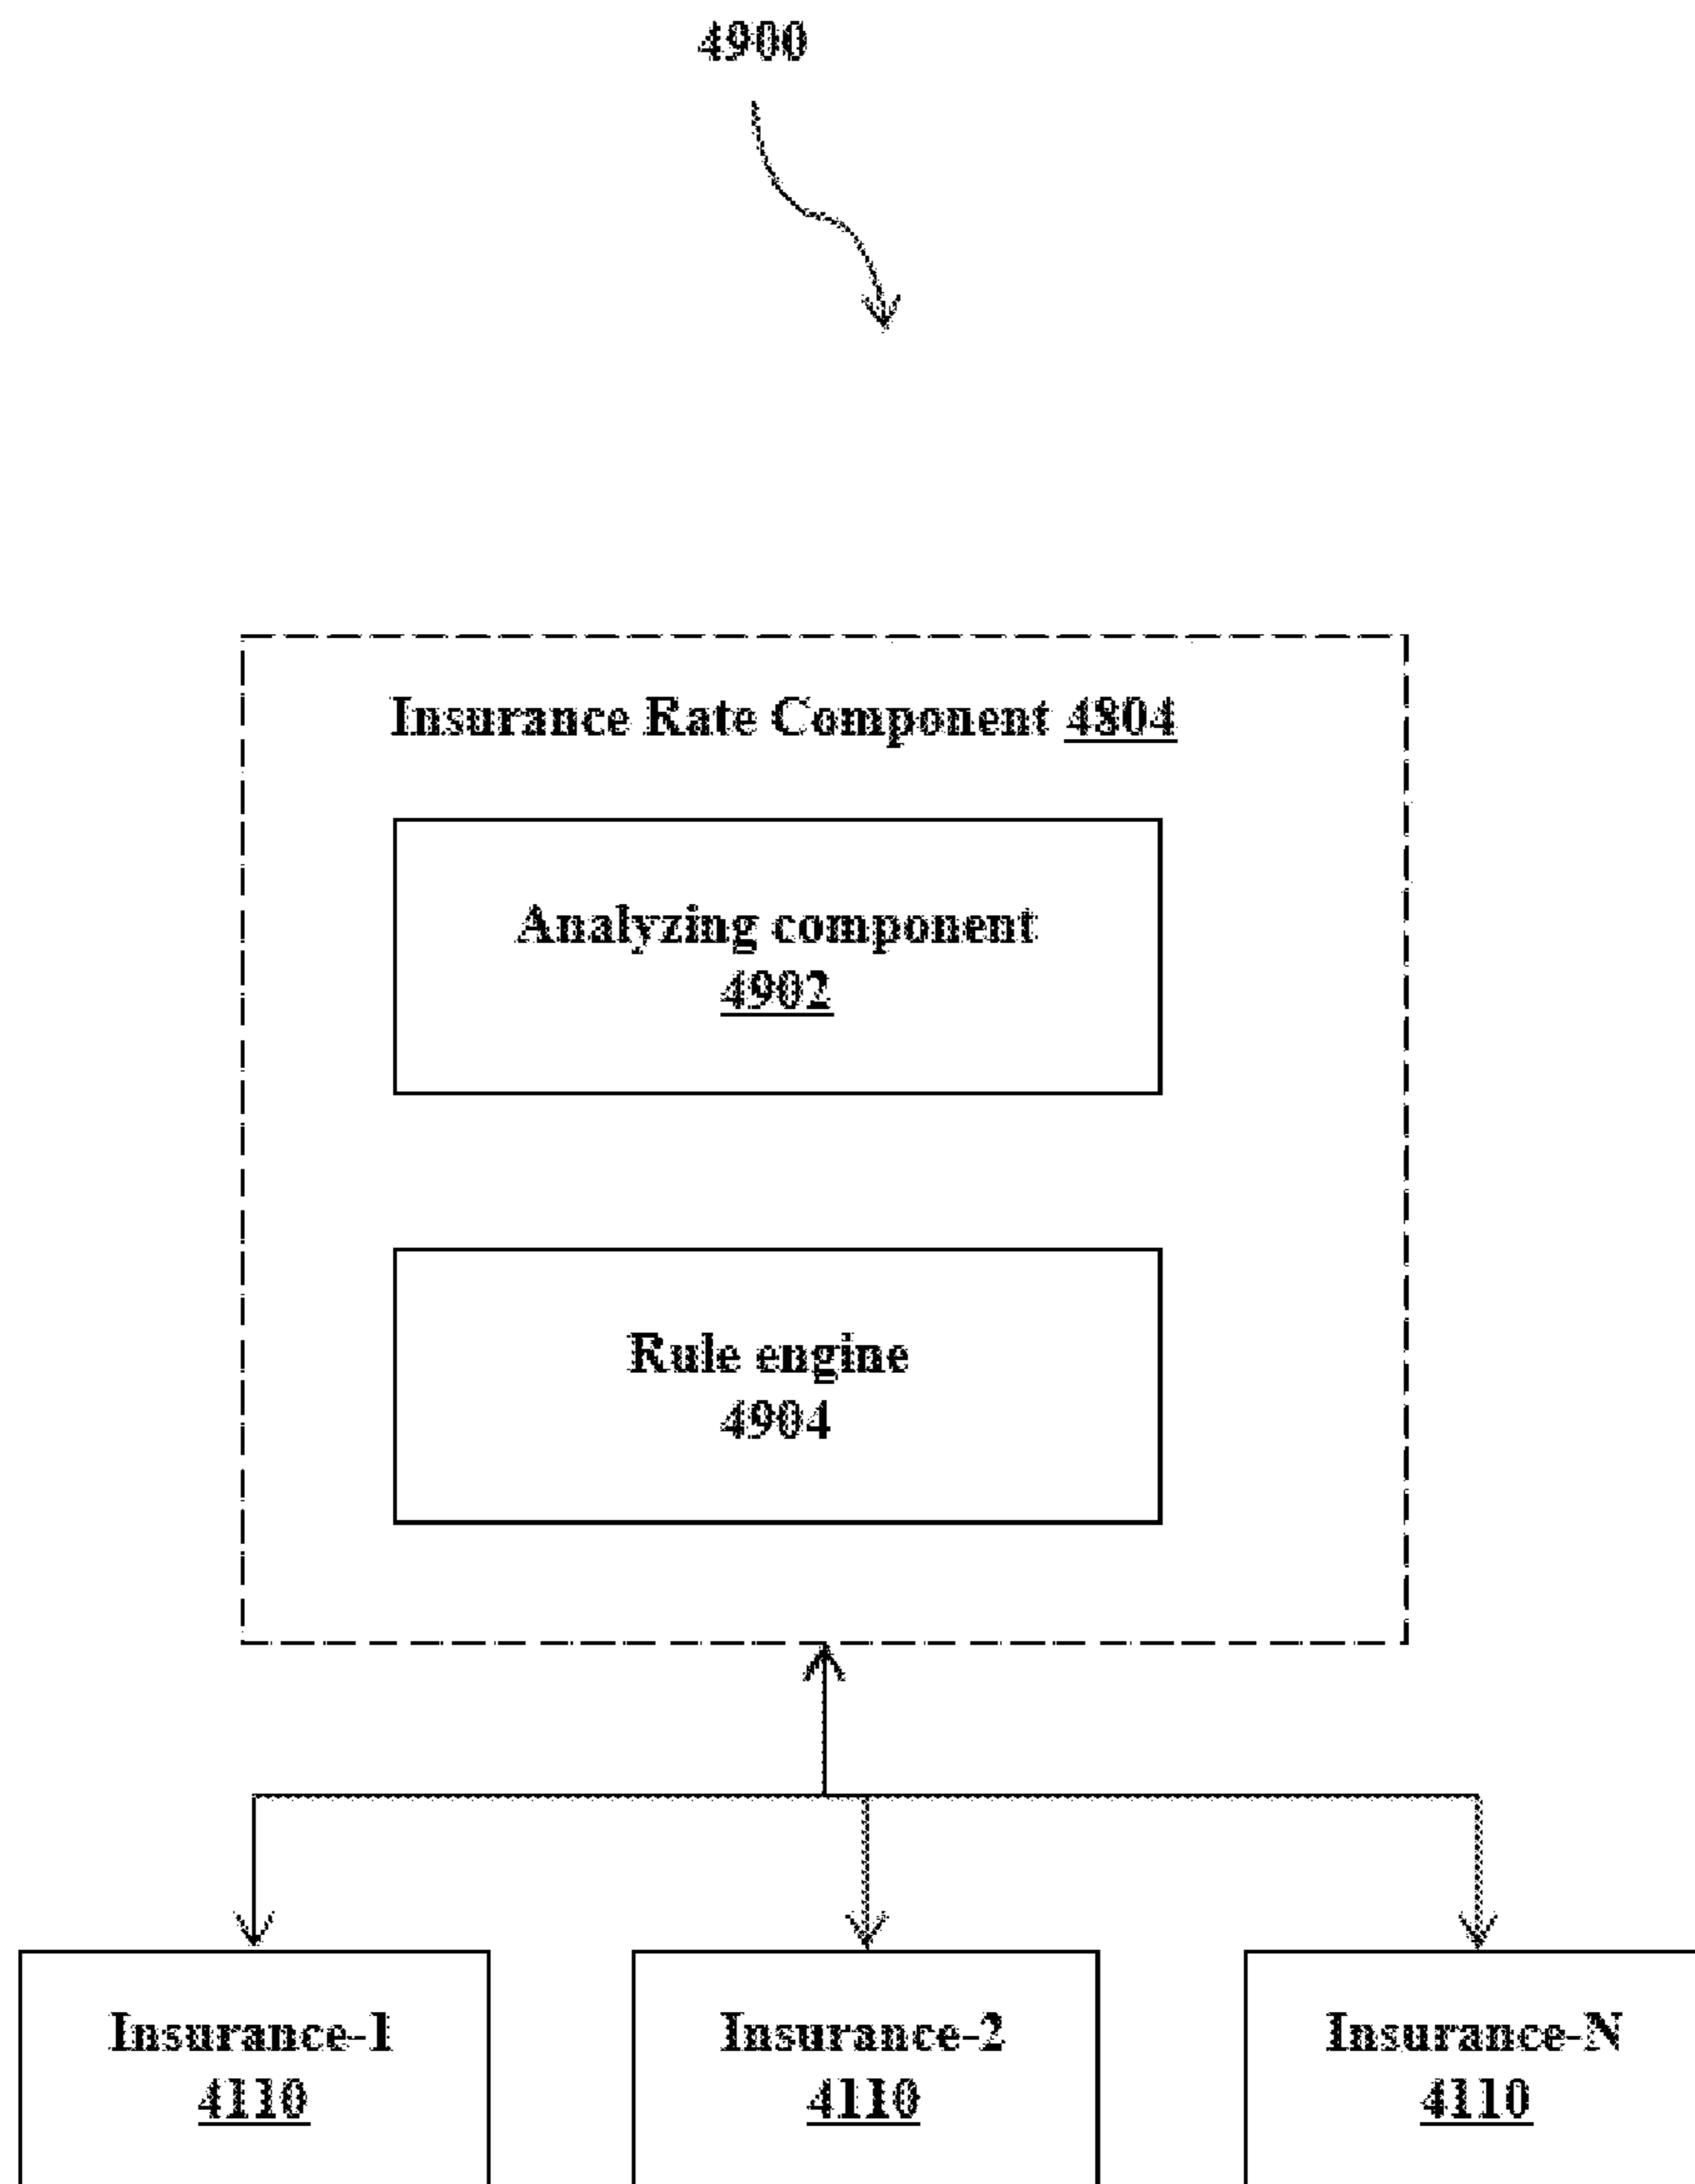 4900
Insurance Rate Component 4804
Analyzing component
4902
Rule engine
4904
Insurance-1
4110
Insurance-2
4110
Insurance-N
4110